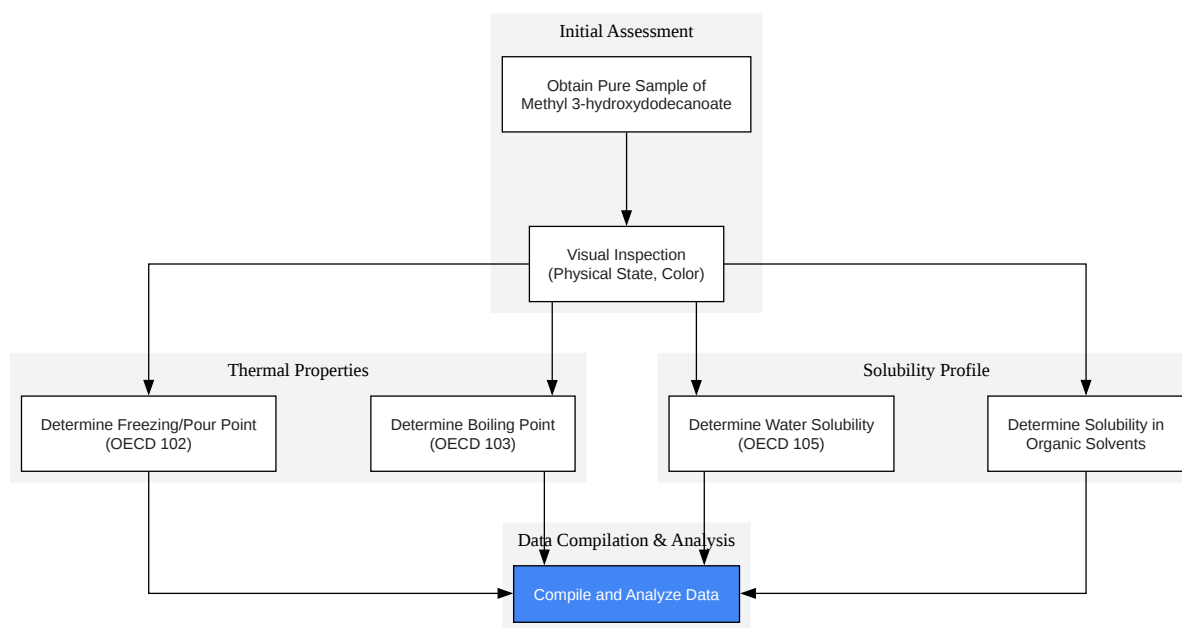 Initial Assessment
Obtain Pure Sample of
Methyl 3-hydroxydodecanoate
Visual Inspection
(Physical State, Color)
Thermal Properties
Solubility Profile
Determine Freezing/Pour Point
(OECD 102)
Determine Boiling Point
(OECD 103)
Determine Water Solubility
(OECD 105)
Determine Solubility in
Organic Solvents
Data Compilation & Analysis
Compile and Analyze Data